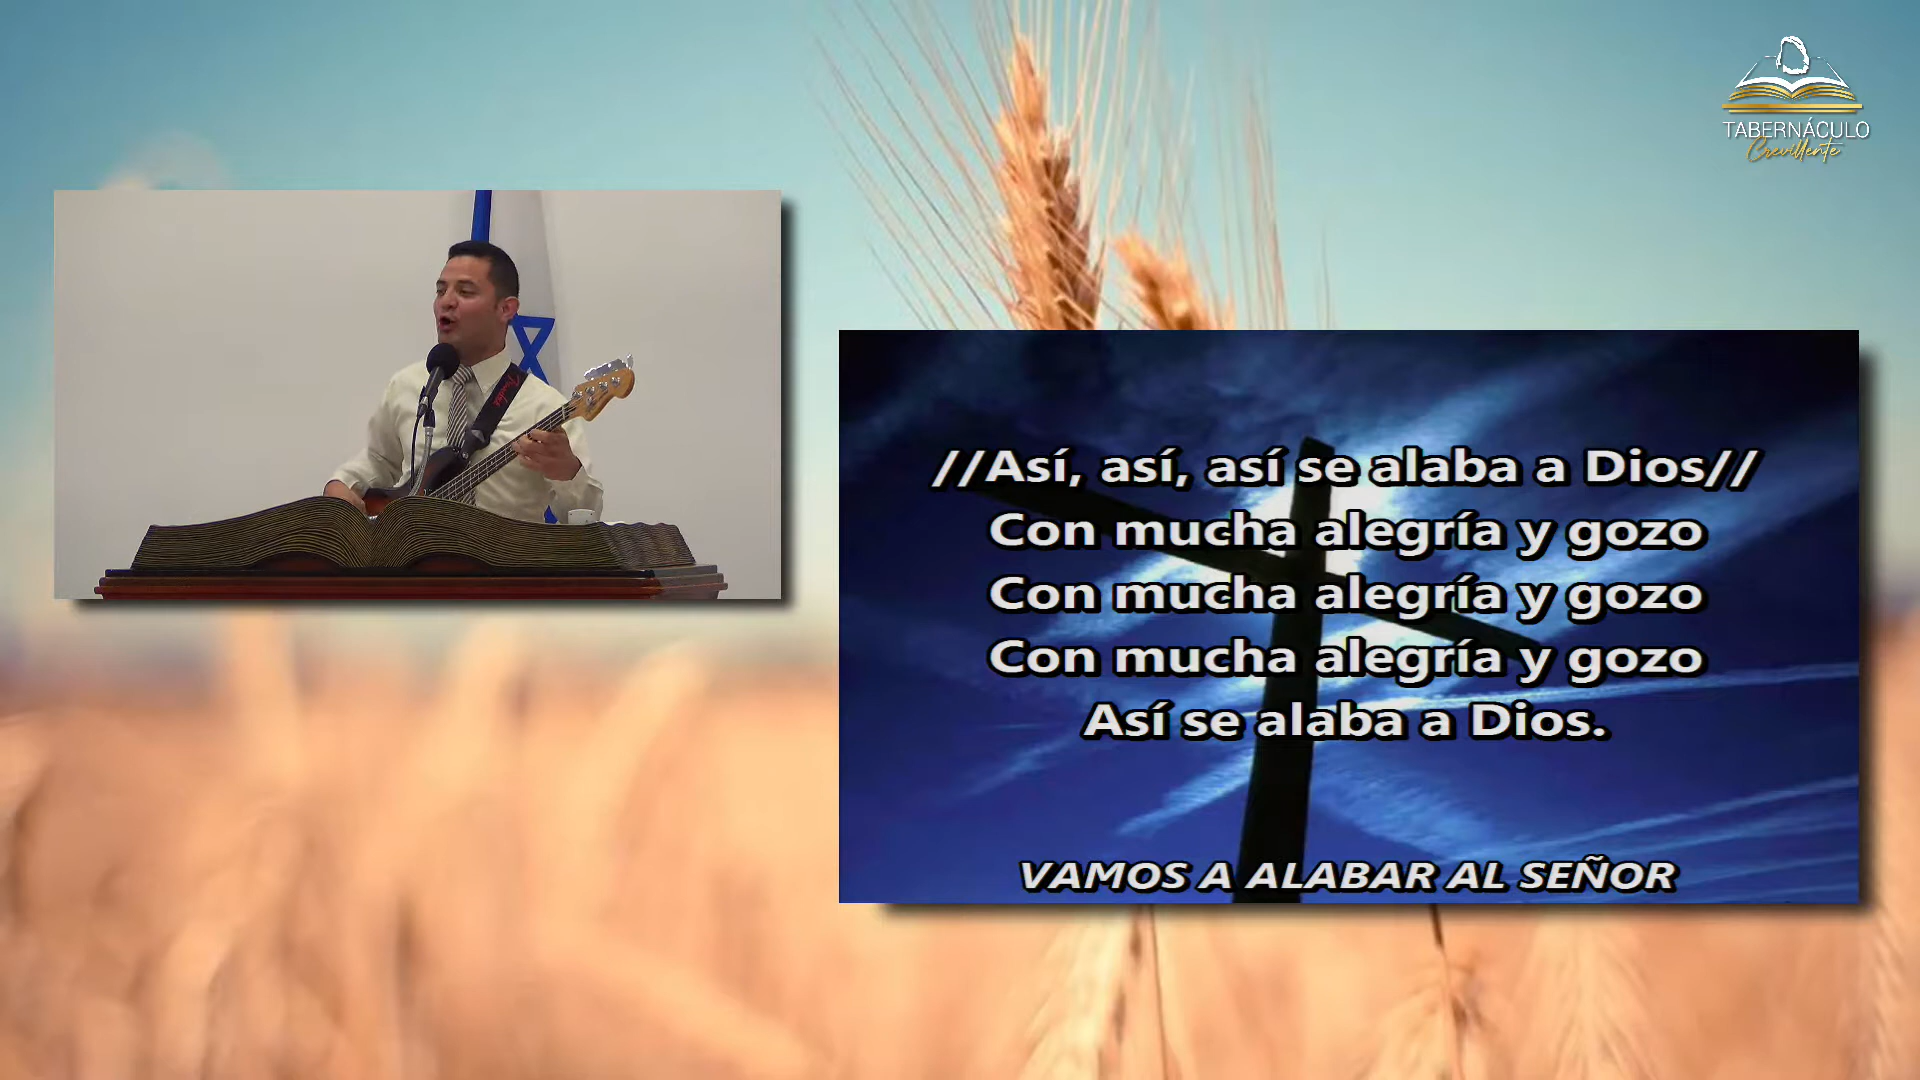 TABERNÁCULO
Crevillente
//Así, así, así se alaba a Dios//
Con mucha alegría y gozo
Con mucha alegría y gozo
Con mucha alegría y gozo
Así se alaba a Dios.
VAMOS A ALABAR AL SEÑOR